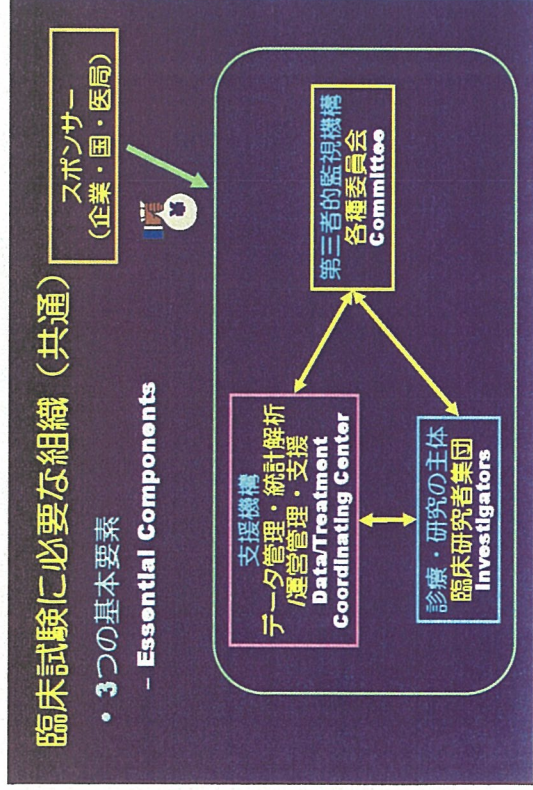 臨床試験に必要な組織（共通）
• 3つの基本要素
– Essential Components
スポンサー
（企業・国・医局）
支援機構
データ管理・統計解析
/運営管理・支援
Data/Treatment
Coordinating Center
第三者的監視機構
各種委員会
Committee
診療・研究の主体
臨床研究者集団
Investigators